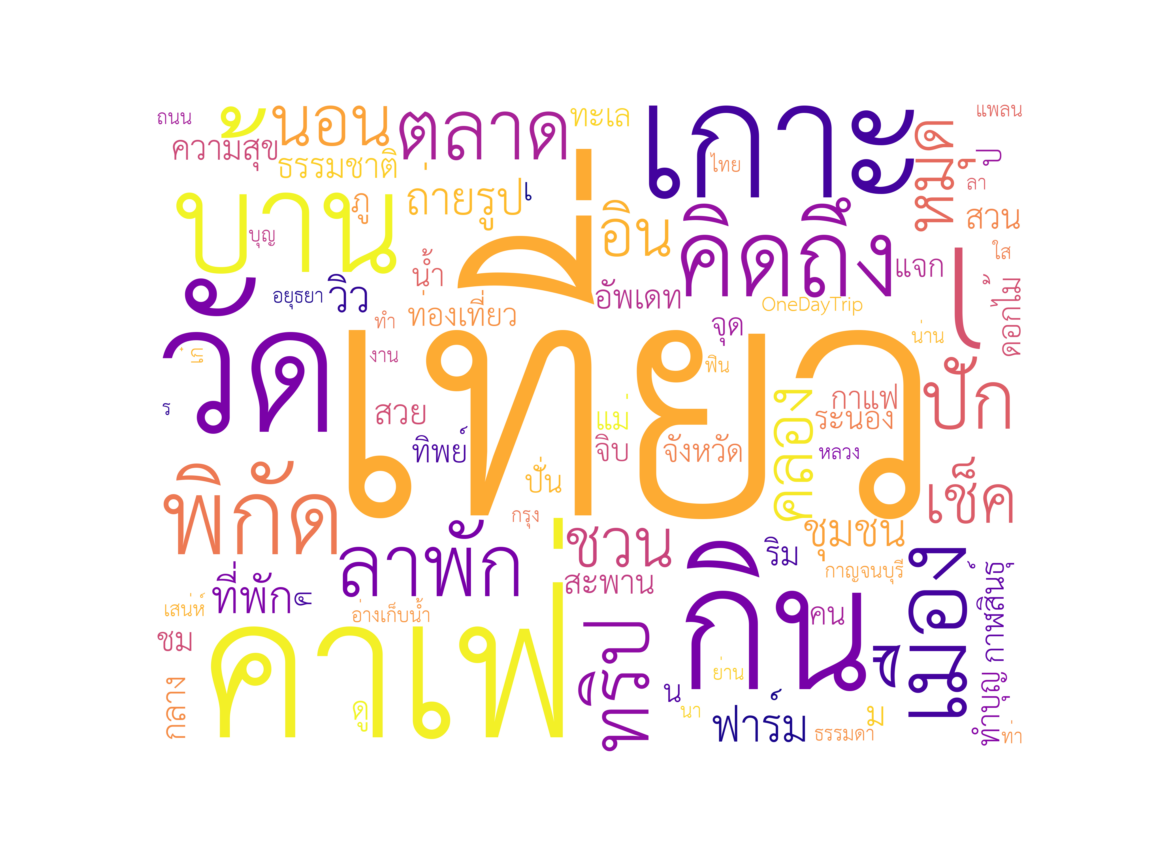 ถนน
ความสุข
นอน
ธรรมชาติ
ตลาด
ทะเล
เกาะ
ไทย
แพลน
หมด
ป
ลา
สวน
ใส
ดอกไม้
บ้าน
บุญ
ภู
ถ่ายรูป
เ
อิน
คิดถึง
แจก
น้ำ
อัพเดท
OneDayTrip
อยุธยา
วิว
ท่องเที่ยว
ทำ
งาน
จุด
น่าน
เ
วัด
เก
ร
เที่ยว
ฟิน
ปัก
กาแฟ
ระนอง
คลอง
สวย
แม่
จิบ
จังหวัด
หลวง
ทิพย์
ปั่น
พิกัด
กรุง
เช็ค
ลาพัก
ชวน
ริม
ชุมชน
สะพาน
กาญจนบุรี
ที่พัก
๔
เสน่ห์
อ่างเก็บน้ำ
ชม
คาเฟ่
กิน
คน
เมือง
ทำบุญ กาฬสินธุ์
กลาง
ดู
ทริป
ย่าน
น
นา
ฟาร์ม
ม
ธรรมดา
ท่า